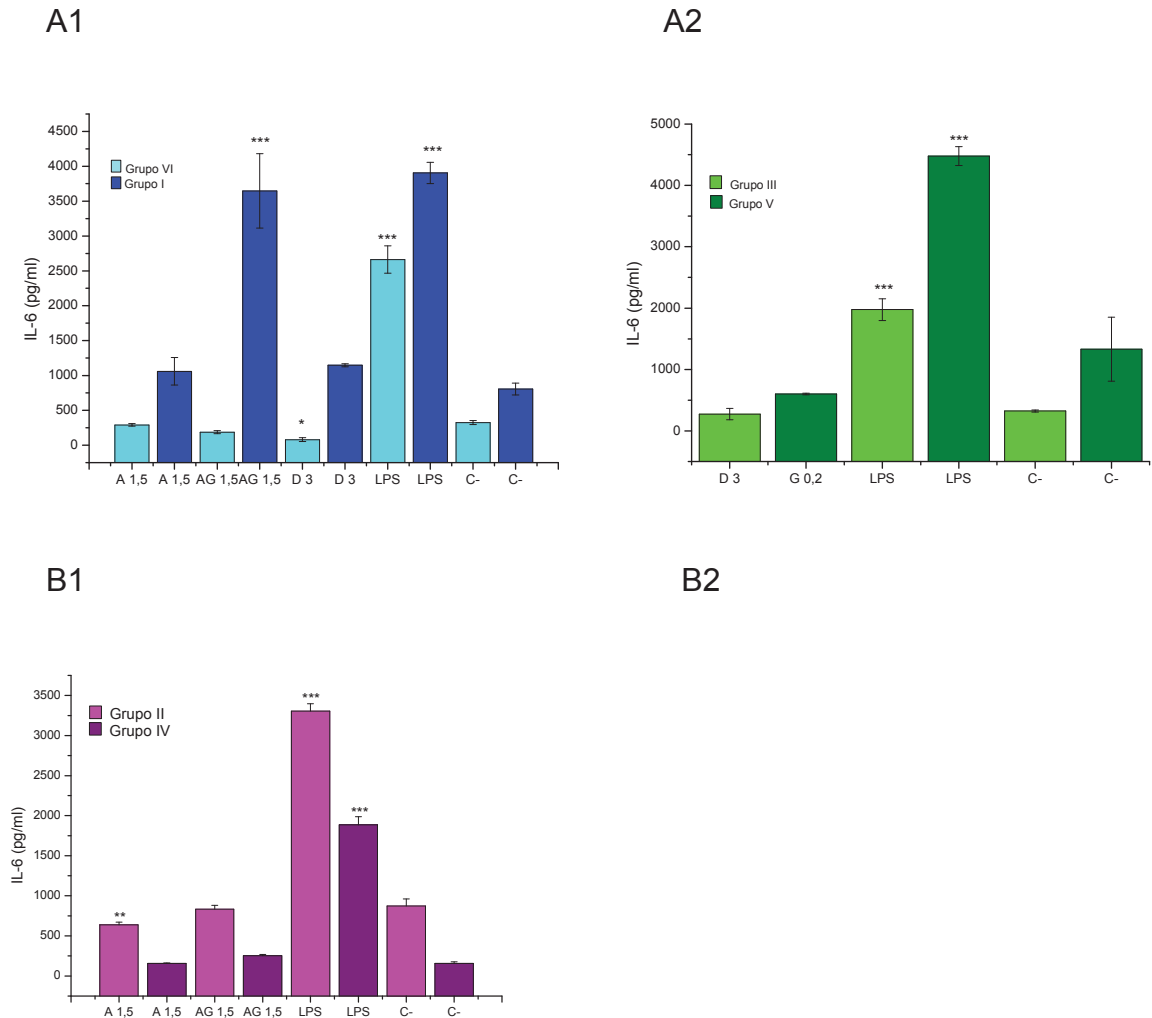 A1
A2
4500
4000
3500
3000
2500
2000
1500
1000
500
0
IL-6 (pg/ml)
Grupo VI
Grupo I
***
***
*
***
A 1,5 A 1,5 AG 1,5 AG 1,5 D 3 D 3 LPS LPS C- C-
5000
4000
3000
2000
1000
0
IL-6 (pg/ml)
Grupo III
Grupo V
***
***
D 3 G 0,2 LPS LPS C- C-
B1
B2
3500
3000
2500
2000
1500
1000
500
0
IL-6 (pg/ml)
Grupo II
Grupo IV
**
***
***
A 1,5 A 1,5 AG 1,5 AG 1,5 LPS LPS C- C-